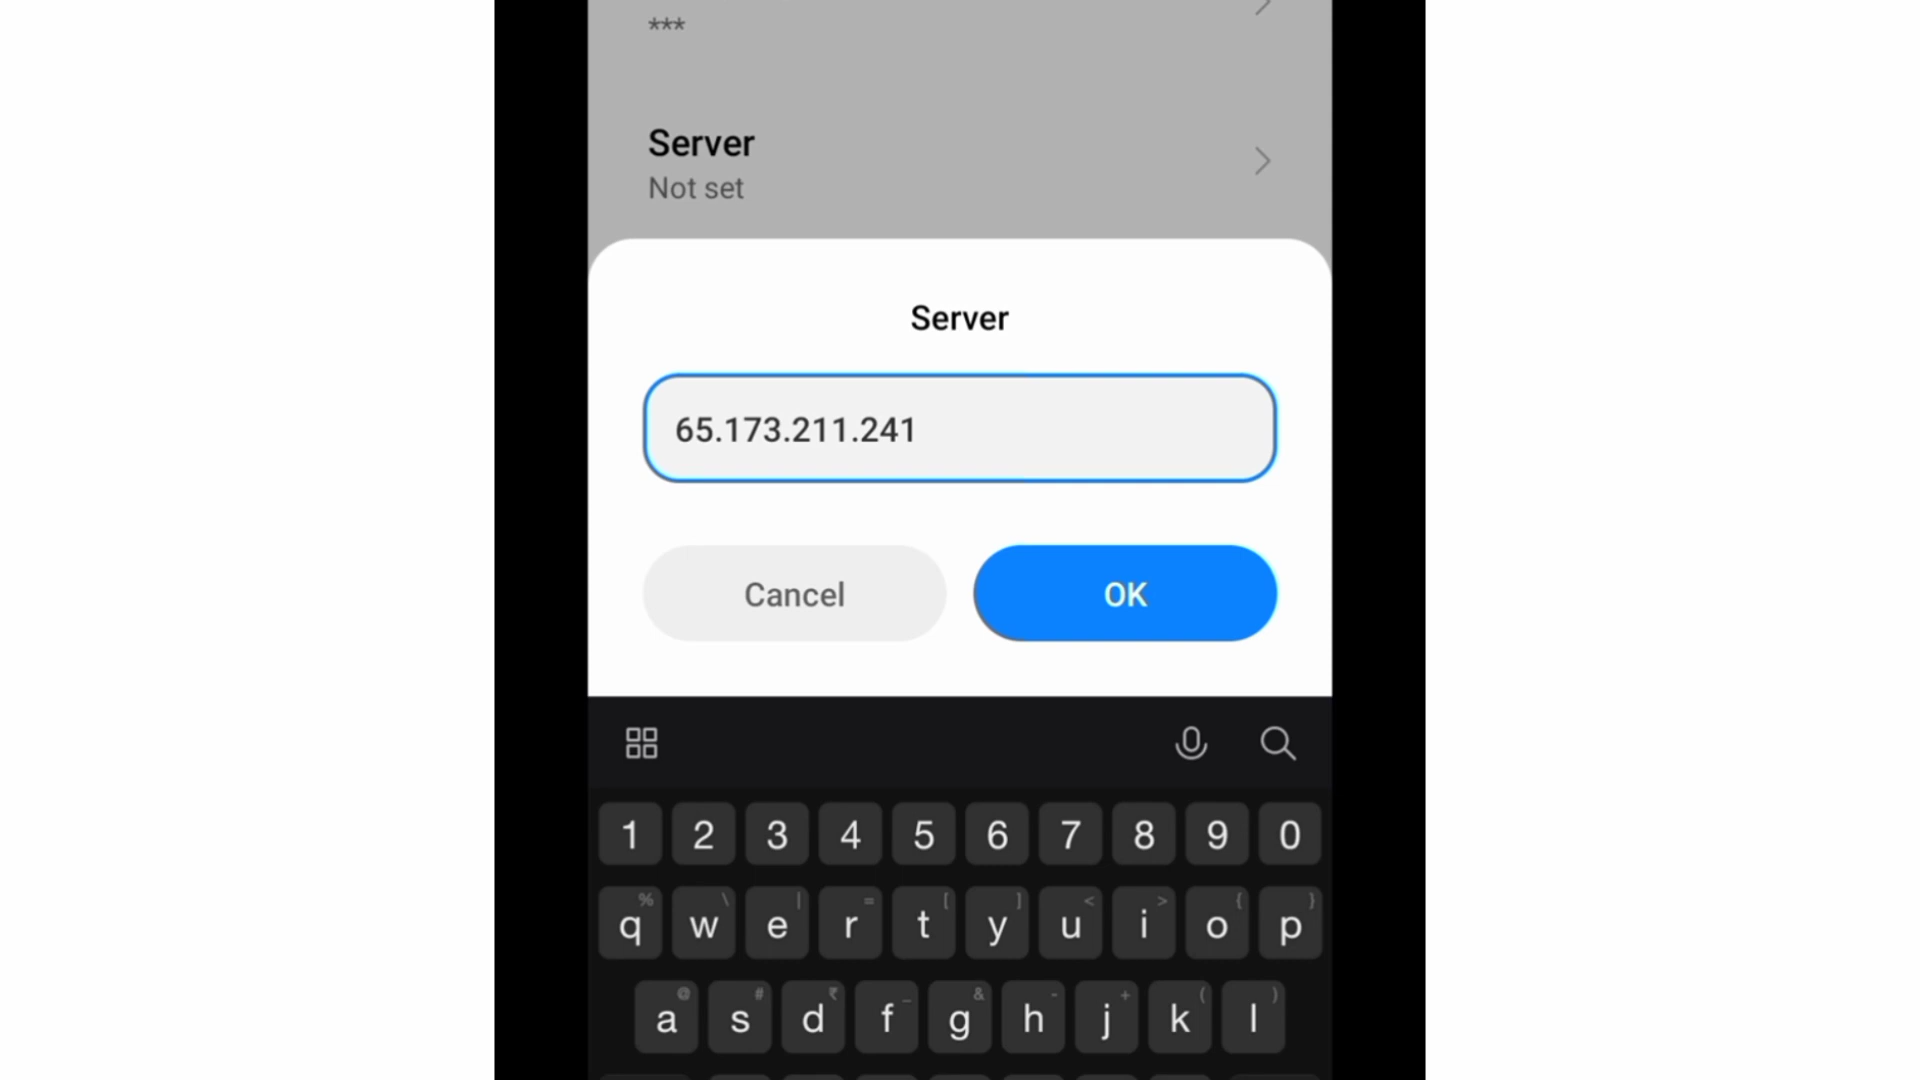 ***
Server
Not set
Server
65.173.211.241
Cancel OK
1 2 3 4 5 6 7 8 9 0
% \ | = [ ] < > { }
q w e r t y u i o p
@ # ₹ _ & - + ( )
a s d f g h j k l